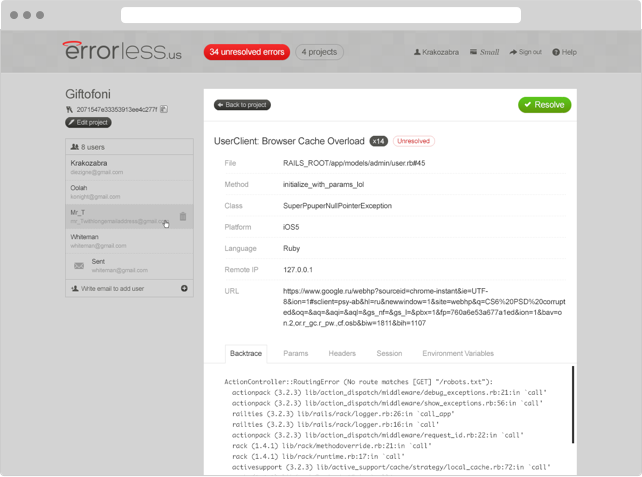 errorless.us
34 unresolved errors
4 projects
Krakozabra
Small
Sign out
Help
Giftofoni
2071547e33353913ee4c277f
Edit project
8 users
Krakozabra
dezigne@gmail.com
Oolah
tonight@gmail.com
Mr_T
Whiteman
whiteman@gmail.com
Sent
whiteman@gmail.com
Write email to add user
Back to project
Resolve
UserClient: Browser Cache Overload x14 Unresolved
File RAILS_ROOT/app/models/admin/user.rb#45
Method initialize_with_params_lol
Class SuperPpuperNullPointerException
Platform iOS5
Language Ruby
Remote IP 127.0.0.1
URL https://www.google.ru/webhp?sourceid=chrome-instant&ie=UTF-
8&ion=1#sclient=psy-ab&hl=ru&newwindow=1&site=webhp&q=CS6%20PSD%20corrupt
ed&oq=&aq=&aqi=&aql=&gs_nf=&gs_l=&pbx=1&fp=760a6e53a677a1ed&ion=1&bav=o
n.2,or.r_gc.r_pw.,cf.osb&biw=1811&bih=1107
Backtrace Params Headers Session Environment Variables
ActionController::RoutingError (No route matches [GET] "/robots.txt"):
actionpack (3.2.3) lib/action_dispatch/middleware/debug_exceptions.rb:21:in `call'
actionpack (3.2.3) lib/action_dispatch/middleware/show_exceptions.rb:56:in `call'
railties (3.2.3) lib/rails/rack/logger.rb:26:in `call_app'
railties (3.2.3) lib/rails/rack/logger.rb:16:in `call'
actionpack (3.2.3) lib/action_dispatch/middleware/request_id.rb:22:in `call'
rack (1.4.1) lib/rack/methodoverride.rb:21:in `call'
rack (1.4.1) lib/rack/runtime.rb:17:in `call'
activesupport (3.2.3) lib/active_support/cache/strategy/local_cache.rb:72:in `call'